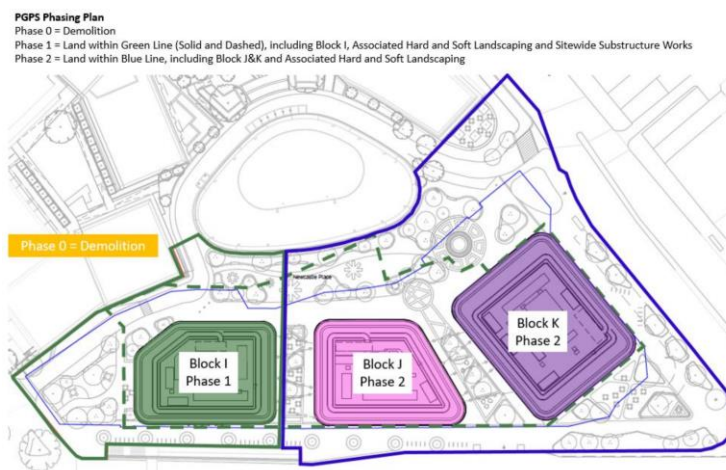 PGPS Phasing Plan
Phase 0 = Demolition
Phase 1 = Land within Green Line (Solid and Dashed), including Block I, Associated Hard and Soft Landscaping and Sitewide Substructure Works
Phase 2 = Land within Blue Line, including Block J&K and Associated Hard and Soft Landscaping
Phase 0 = Demolition
Newcastle Place
Block K
Phase 2
Block I
Phase 1
Block J
Phase 2